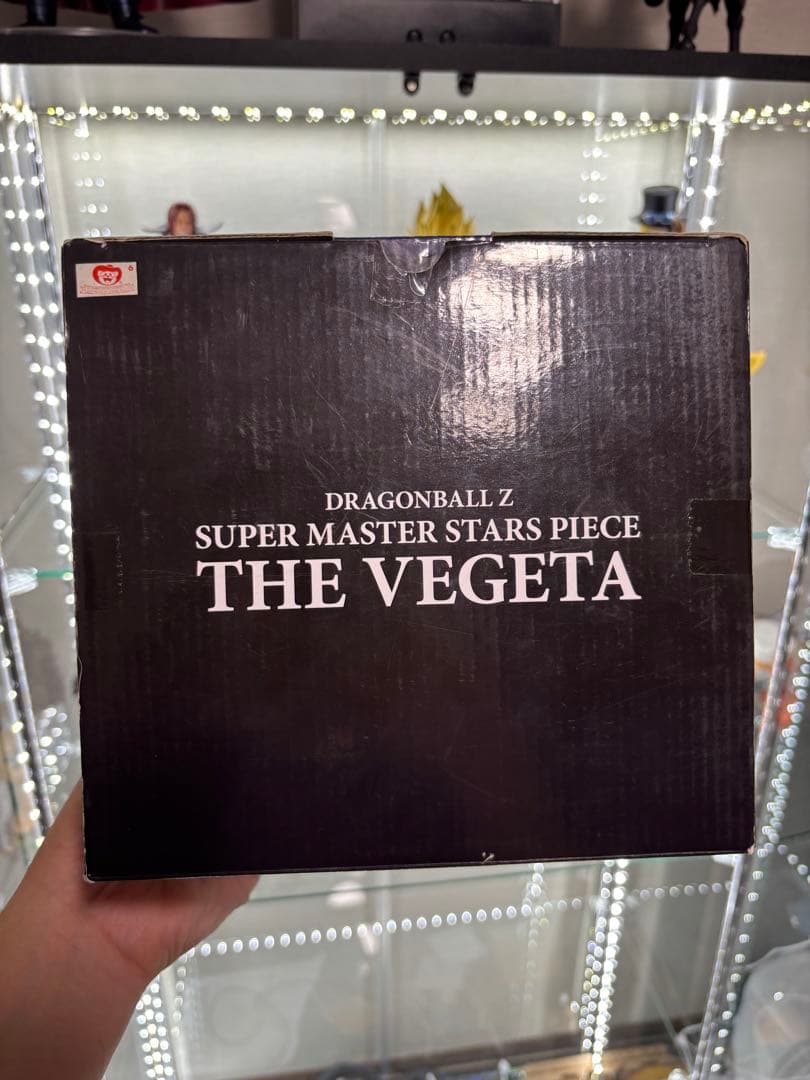 DRAGONBALL Z
SUPER MASTER STARS PIECE
THE VEGETA